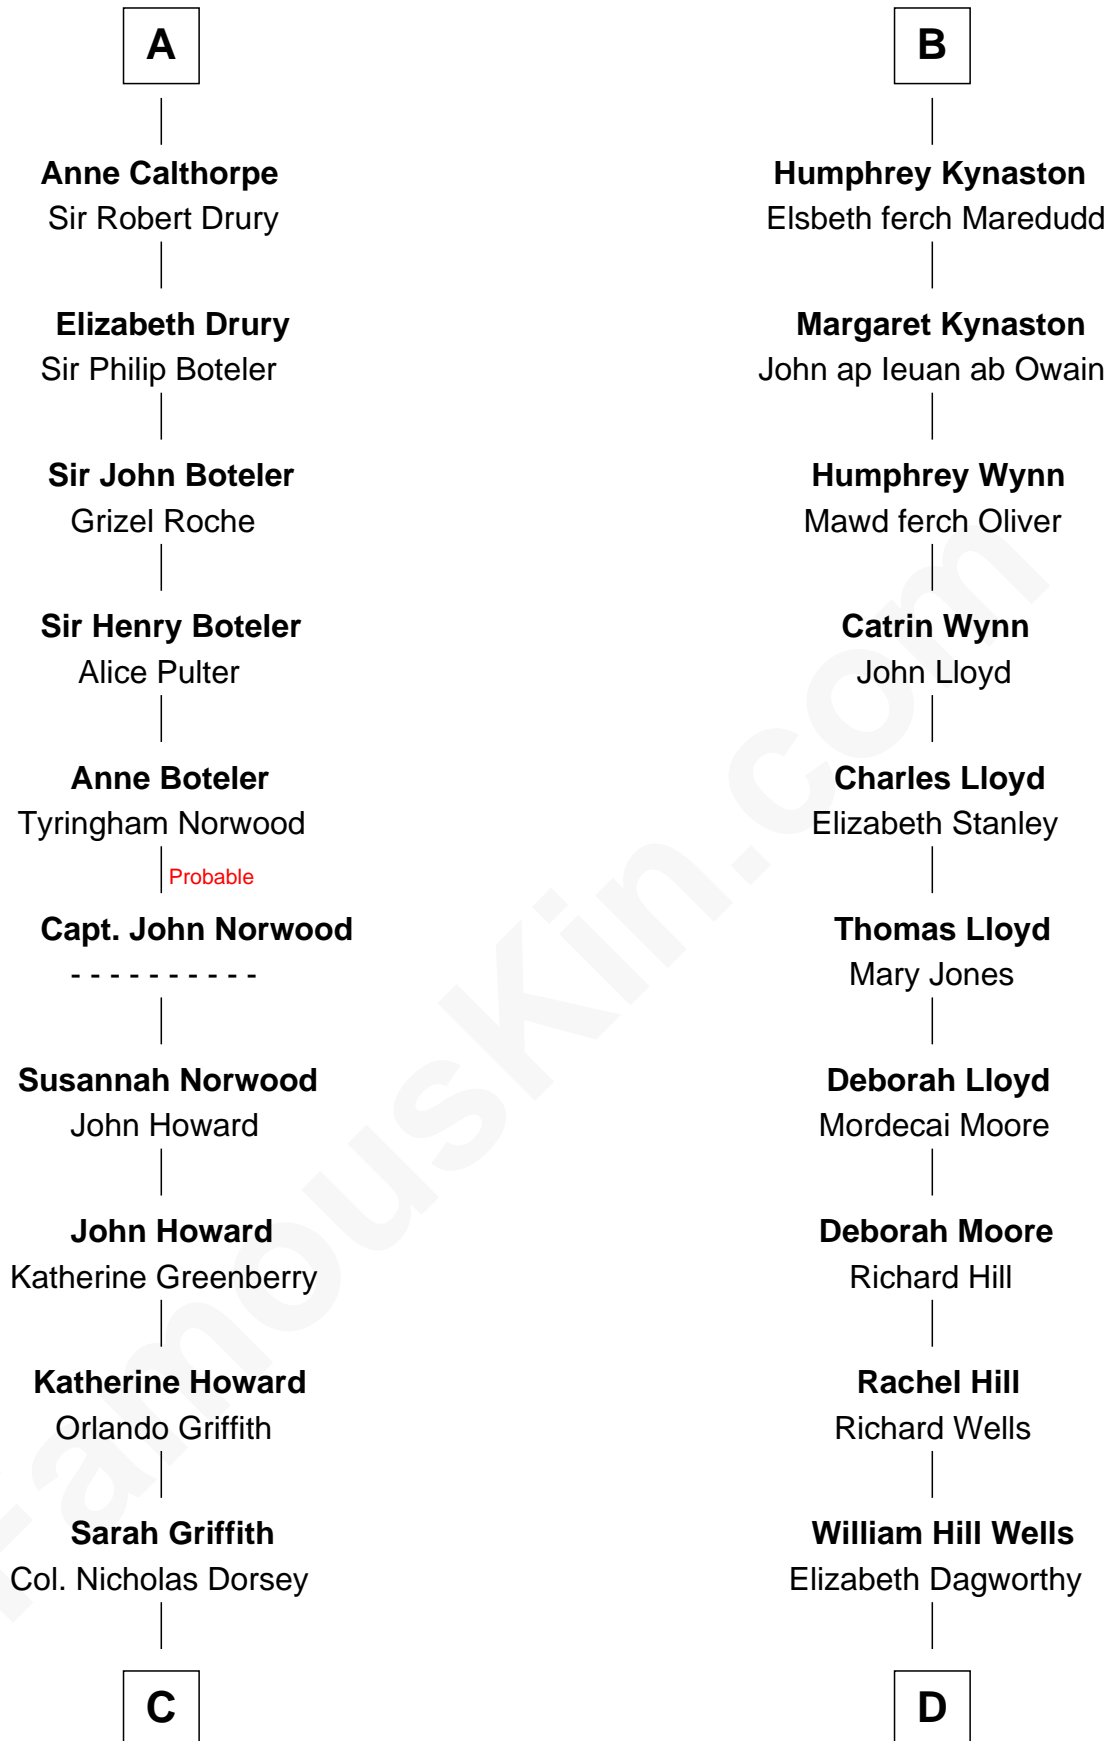 A
Anne Calthorpe
Sir Robert Drury
Elizabeth Drury
Sir Philip Boteler
Sir John Boteler
Grizel Roche
Sir Henry Boteler
Alice Pulter
Anne Boteler
Tyringham Norwood
Probable
Capt. John Norwood
- - - - - - - - - -
Susannah Norwood
John Howard
John Howard
Katherine Greenberry
Katherine Howard
Orlando Griffith
Sarah Griffith
Col. Nicholas Dorsey
C
B
Humphrey Kynaston
Elsbeth ferch Maredudd
Margaret Kynaston
John ap Ieuan ab Owain
Humphrey Wynn
Mawd ferch Oliver
Catrin Wynn
John Lloyd
Charles Lloyd
Elizabeth Stanley
Thomas Lloyd
Mary Jones
Deborah Lloyd
Mordecai Moore
Deborah Moore
Richard Hill
Rachel Hill
Richard Wells
William Hill Wells
Elizabeth Dagworthy
D
FamousKin.com